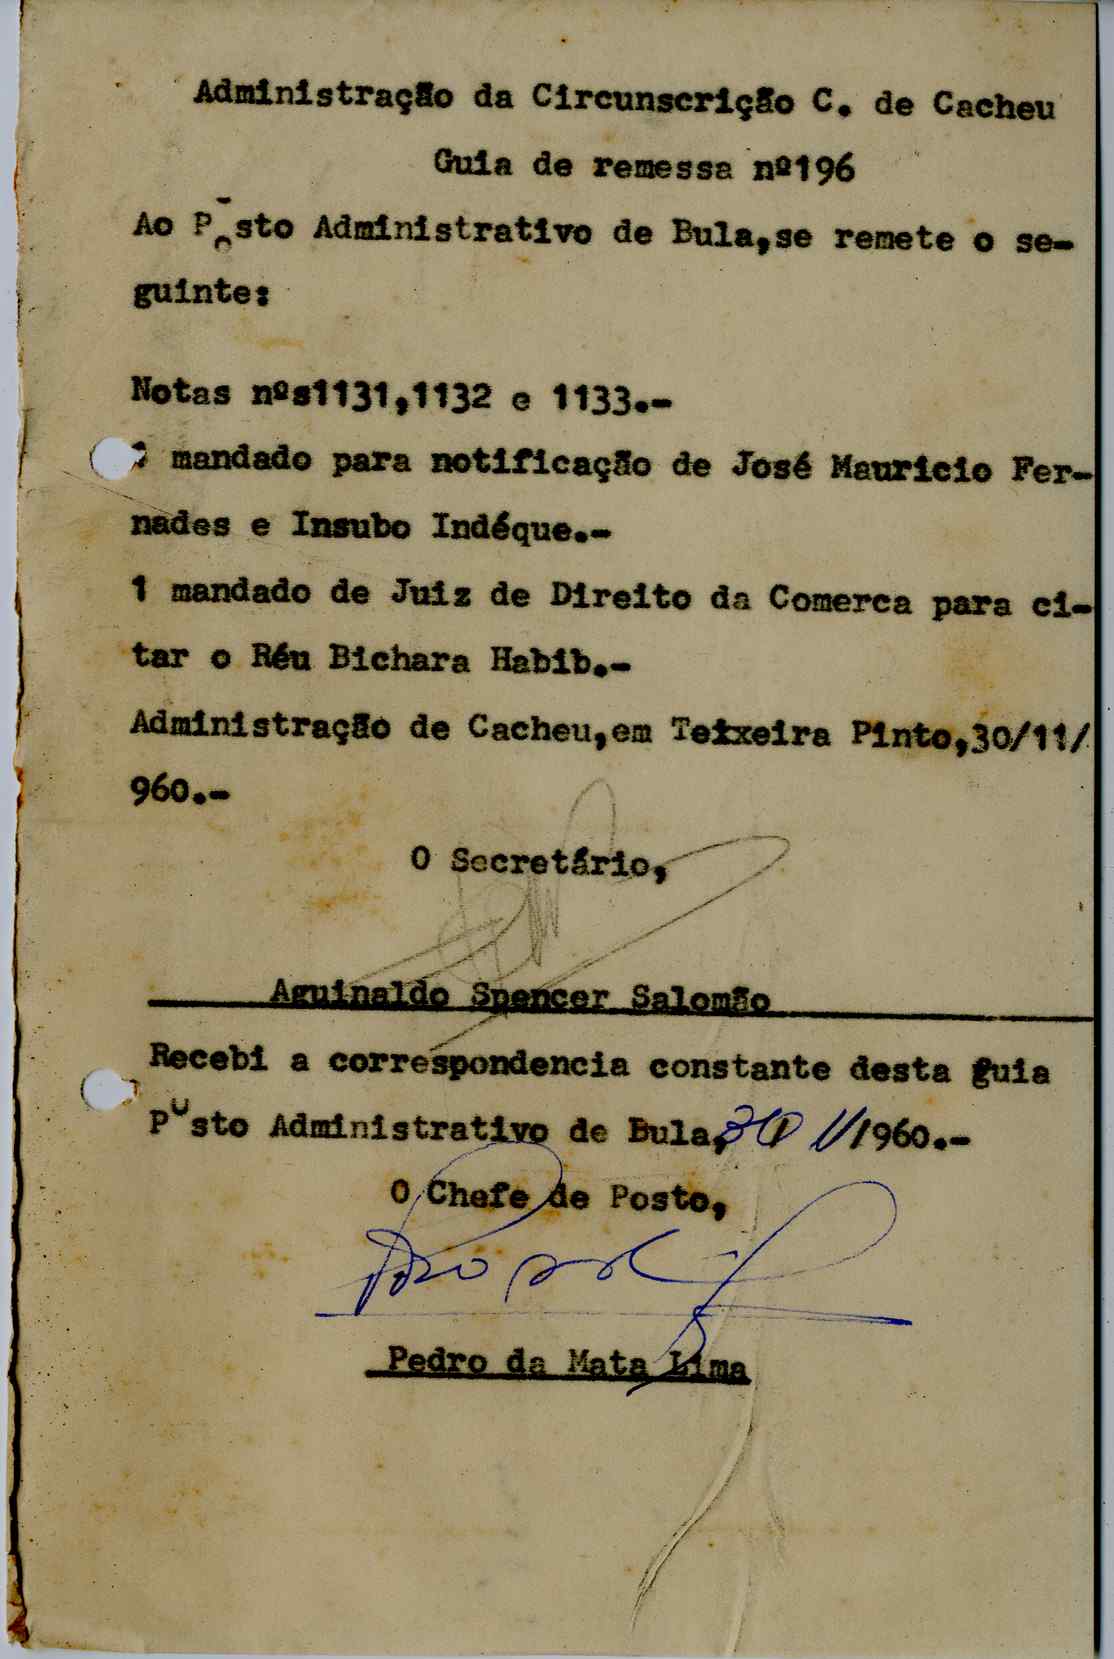 Administração da Circunscrição C. de Cacheu
Guia de remessa nº196
Ao Posto Administrativo de Bula,se remete o se-
guinte:
Notas nºs1131,1132 e 1133.-
mandado para notificação de José Mauricio Fer-
nades e Insubo Indéque.-
1 mandado de Juiz de Direito da Comerca para ci-
tar o Réu Bichara Habib.-
Administração de Cacheu,em Teixeira Pinto,30/11/
960.-
O Secretário,
Aguinaldo Spencer Salomão
Recebi a correspondencia constante desta guia
Posto Administrativo de Bula,30 11/1960.-
O Chefe de Posto,
Pedro da Mata Lima